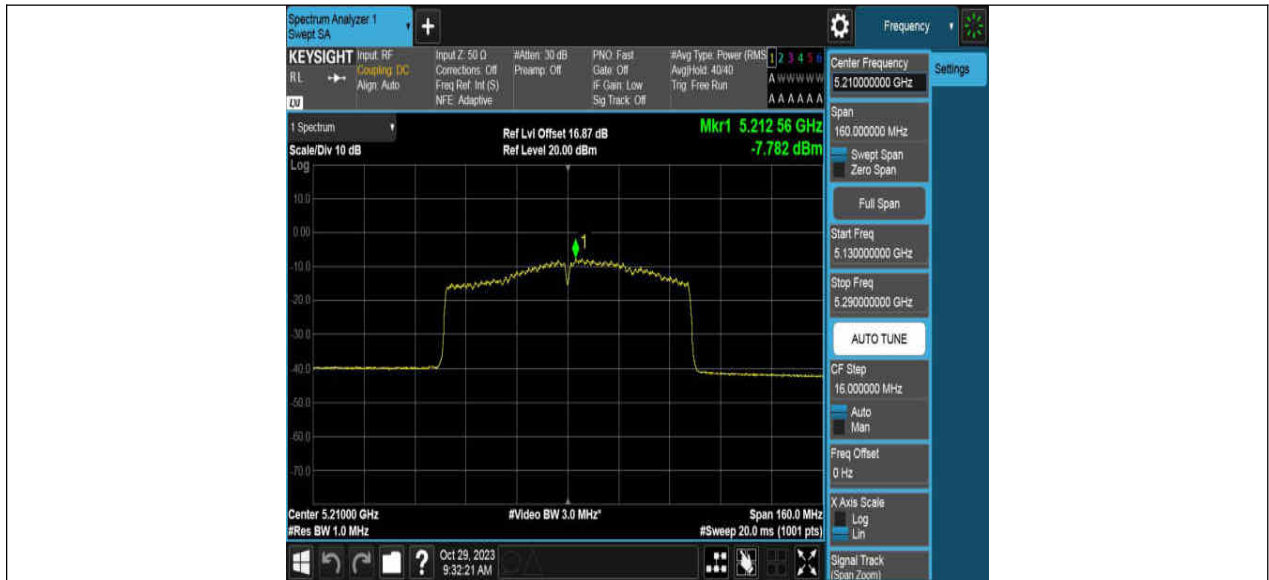 Spectrum Analyzer 1
Swept SA
+
Frequency
KEYSIGHT
RL
LXI
Input: RF
Coupling: DC
Align: Auto
Input Z: 50 Ω
Corrections: Off
Freq Ref: Int (S)
NFE: Adaptive
#Atten: 30 dB
Preamp: Off
PNO: Fast
Gate: Off
IF Gain: Low
Sig Track: Off
#Avg Type: Power (RMS
Avg|Hold: 40/40
Trig: Free Run
1 2 3 4 5 6
A W W W W W
A A A A A A
1 Spectrum
Scale/Div 10 dB
Log
Ref Lvl Offset 16.87 dB
Ref Level 20.00 dBm
Mkr1 5.212 56 GHz
-7.782 dBm
10.0
0.00
-10.0
-20.0
-30.0
-40.0
-50.0
-60.0
-70.0
1
Center 5.21000 GHz
#Res BW 1.0 MHz
#Video BW 3.0 MHz*
Span 160.0 MHz
#Sweep 20.0 ms (1001 pts)
Center Frequency
5.210000000 GHz
Settings
Span
160.000000 MHz
Swept Span
Zero Span
Full Span
Start Freq
5.130000000 GHz
Stop Freq
5.290000000 GHz
AUTO TUNE
CF Step
16.000000 MHz
Auto
Man
Freq Offset
0 Hz
X Axis Scale
Log
Lin
Signal Track
(Span Zoom)
?
Oct 29, 2023
9:32:21 AM